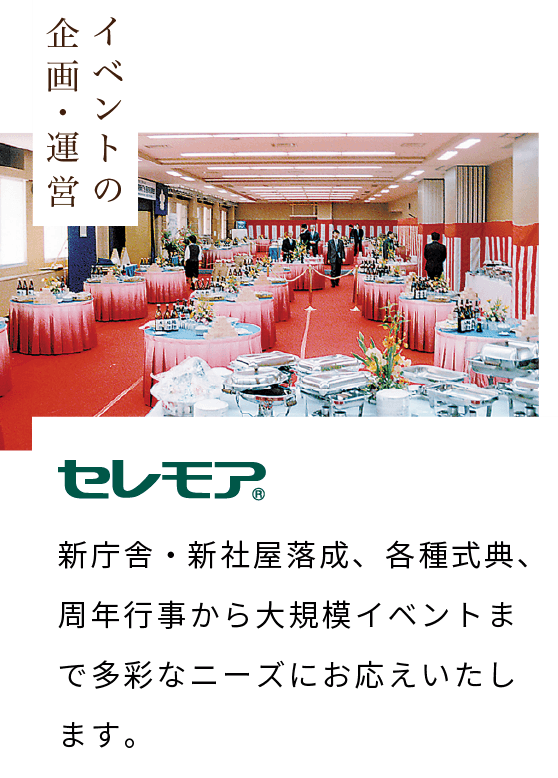 イベントの
企画・運営
セレモア®
新庁舎・新社屋落成、各種式典、
周年行事から大規模イベントま
で多彩なニーズにお応えいたし
ます。